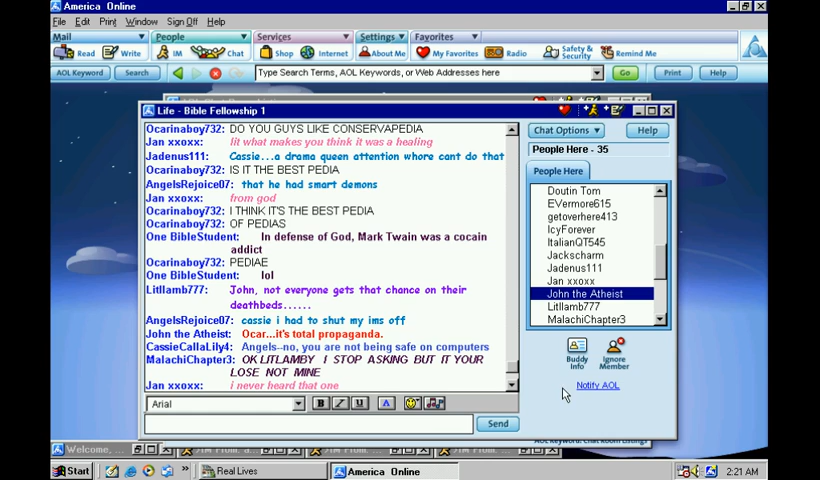 America Online
File Edit Print Window Sign Off Help
Mail People Services Settings Favorites
Read Write IM Chat Shop Internet About Me My Favorites Radio Safety & Security Remind Me
AOL Keyword Search Type Search Terms, AOL Keywords, or Web Addresses here Go Print Help
Life - Bible Fellowship 1
Ocarinaboy732: DO YOU GUYS LIKE CONSERVAPEDIA
Jan xxoxx: lit what makes you think it was a healing
Jadenus111: Cassie...a drama queen attention whore cant do that
Ocarinaboy732: IS IT THE BEST PEDIA
AngelsRejoice07: that he had smart demons
Jan xxoxx: from god
Ocarinaboy732: I THINK IT'S THE BEST PEDIA
Ocarinaboy732: OF PEDIAS
One BibleStudent: In defense of God, Mark Twain was a cocain
addict
Ocarinaboy732: PEDIAE
One BibleStudent: lol
Litllamb777: John, not everyone gets that chance on their
deathbeds......
AngelsRejoice07: cassie i had to shut my ims off
John the Atheist: Ocar...it's total propaganda.
CassieCallaLily4: Angels--no, you are not being safe on computers
MalachiChapter3: OK LITLAMBY I STOP ASKING BUT IT YOUR
LOSE NOT MINE
Jan xxoxx: i never heard that one
Chat Options Help
People Here - 35
People Here
Doutin Tom
EVermore615
getoverhere413
IcyForever
ItalianQT545
Jackscharm
Jadenus111
Jan xxoxx
John the Atheist
Litllamb777
MalachiChapter3
Buddy Info Ignore Member
Notify AOL
Arial B I U A
Send
Welcome,
Start Real Lives America Online 2:21 AM